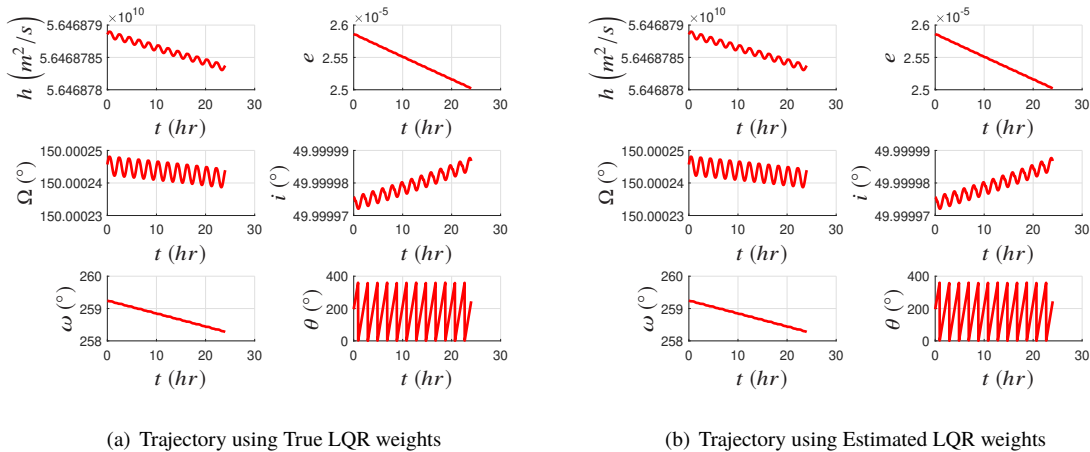 ×10¹⁰
5.646879
5.6468785
5.646878
h (m²/s)
0 10 20 30
t (hr)
×10⁻⁵
2.6
2.55
2.5
e
0 10 20 30
t (hr)
150.00025
150.00024
150.00023
Ω (°)
0 10 20 30
t (hr)
49.99999
49.99998
49.99997
i (°)
0 10 20 30
t (hr)
260
259
258
ω (°)
0 10 20 30
t (hr)
400
200
0
θ (°)
0 10 20 30
t (hr)
(a) Trajectory using True LQR weights
×10¹⁰
5.646879
5.6468785
5.646878
h (m²/s)
0 10 20 30
t (hr)
×10⁻⁵
2.6
2.55
2.5
e
0 10 20 30
t (hr)
150.00025
150.00024
150.00023
Ω (°)
0 10 20 30
t (hr)
49.99999
49.99998
49.99997
i (°)
0 10 20 30
t (hr)
260
259
258
ω (°)
0 10 20 30
t (hr)
400
200
0
θ (°)
0 10 20 30
t (hr)
(b) Trajectory using Estimated LQR weights